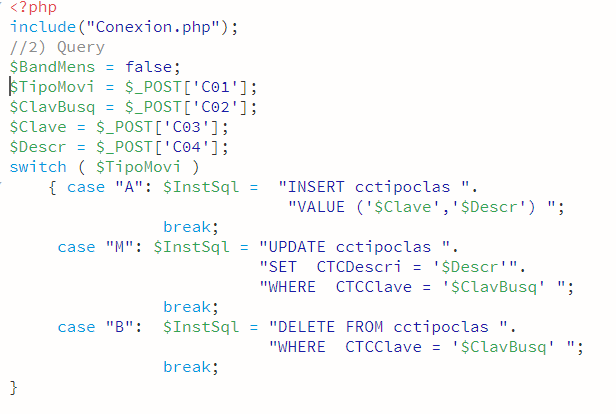 <?php
include("Conexion.php");
//2) Query
$BandMens = false;
$TipoMovi = $_POST['C01'];
$ClavBusq = $_POST['C02'];
$Clave = $_POST['C03'];
$Descr = $_POST['C04'];
switch ( $TipoMovi )
    { case "A": $InstSql =  "INSERT cctipoclas ".
                             "VALUE ('$Clave','$Descr') ";
                break;
     case "M": $InstSql = "UPDATE cctipoclas ".
                          "SET  CTCDescri = '$Descr'".
                          "WHERE  CTCClave = '$ClavBusq' ";
                break;
     case "B":  $InstSql = "DELETE FROM cctipoclas ".
                           "WHERE  CTCClave = '$ClavBusq' ";
                break;
}